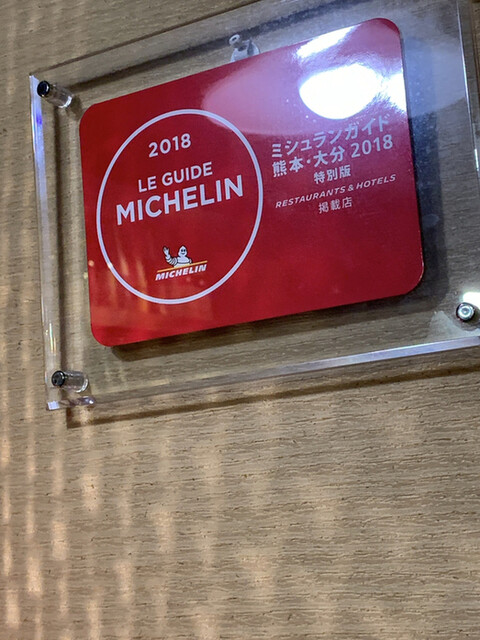 2018
LE GUIDE
MICHELIN
MICHELIN
ミシュランガイド
熊本・大分 2018
特別版
RESTAURANTS & HOTELS
掲載店